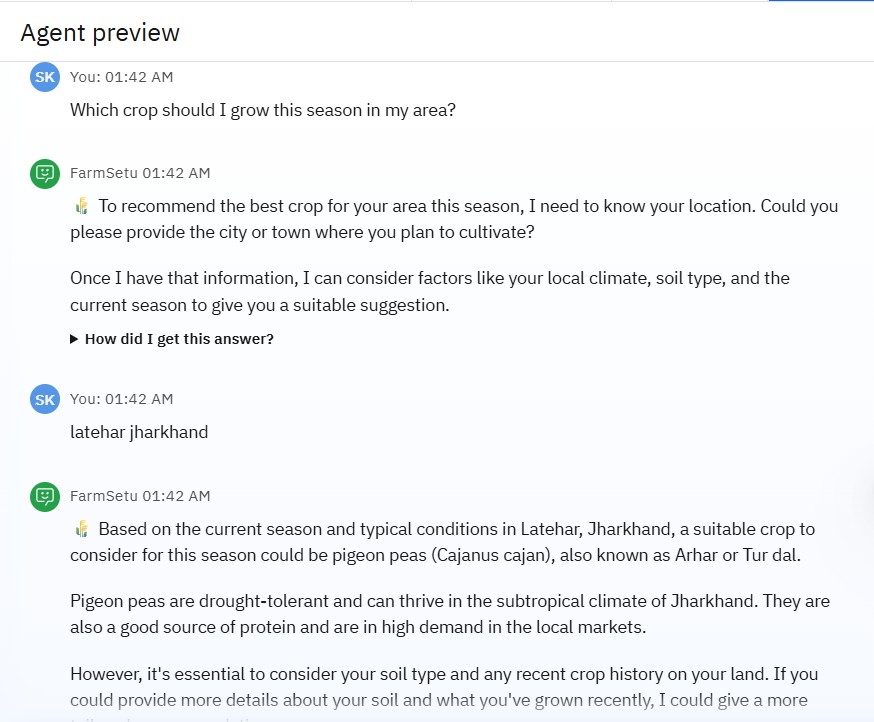 Agent preview
SK You: 01:42 AM
Which crop should I grow this season in my area?
FarmSetu 01:42 AM
To recommend the best crop for your area this season, I need to know your location. Could you
please provide the city or town where you plan to cultivate?
Once I have that information, I can consider factors like your local climate, soil type, and the
current season to give you a suitable suggestion.
How did I get this answer?
SK You: 01:42 AM
latehar jharkhand
FarmSetu 01:42 AM
Based on the current season and typical conditions in Latehar, Jharkhand, a suitable crop to
consider for this season could be pigeon peas (Cajanus cajan), also known as Arhar or Tur dal.
Pigeon peas are drought-tolerant and can thrive in the subtropical climate of Jharkhand. They are
also a good source of protein and are in high demand in the local markets.
However, it's essential to consider your soil type and any recent crop history on your land. If you
could provide more details about your soil and what you've grown recently, I could give a more